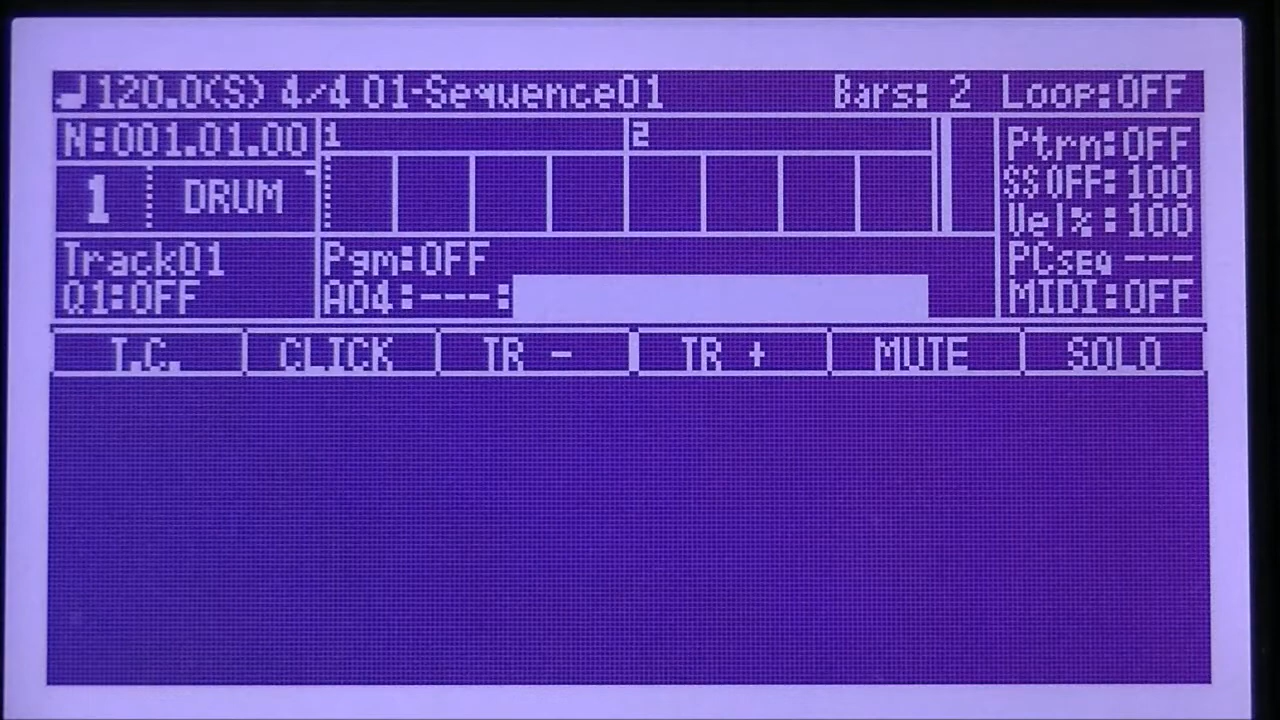 ♩120.0(S) 4/4 01-Sequence01 Bars: 2 Loop:OFF
N:001.01.00 1 2 Ptrn:OFF
1 DRUM SSOFF:100
Vel%:100
Track01 Pgm:OFF PCSEQ ---
Q1:OFF A04:---: MIDI:OFF
T.C. CLICK TR - TR + MUTE SOLO